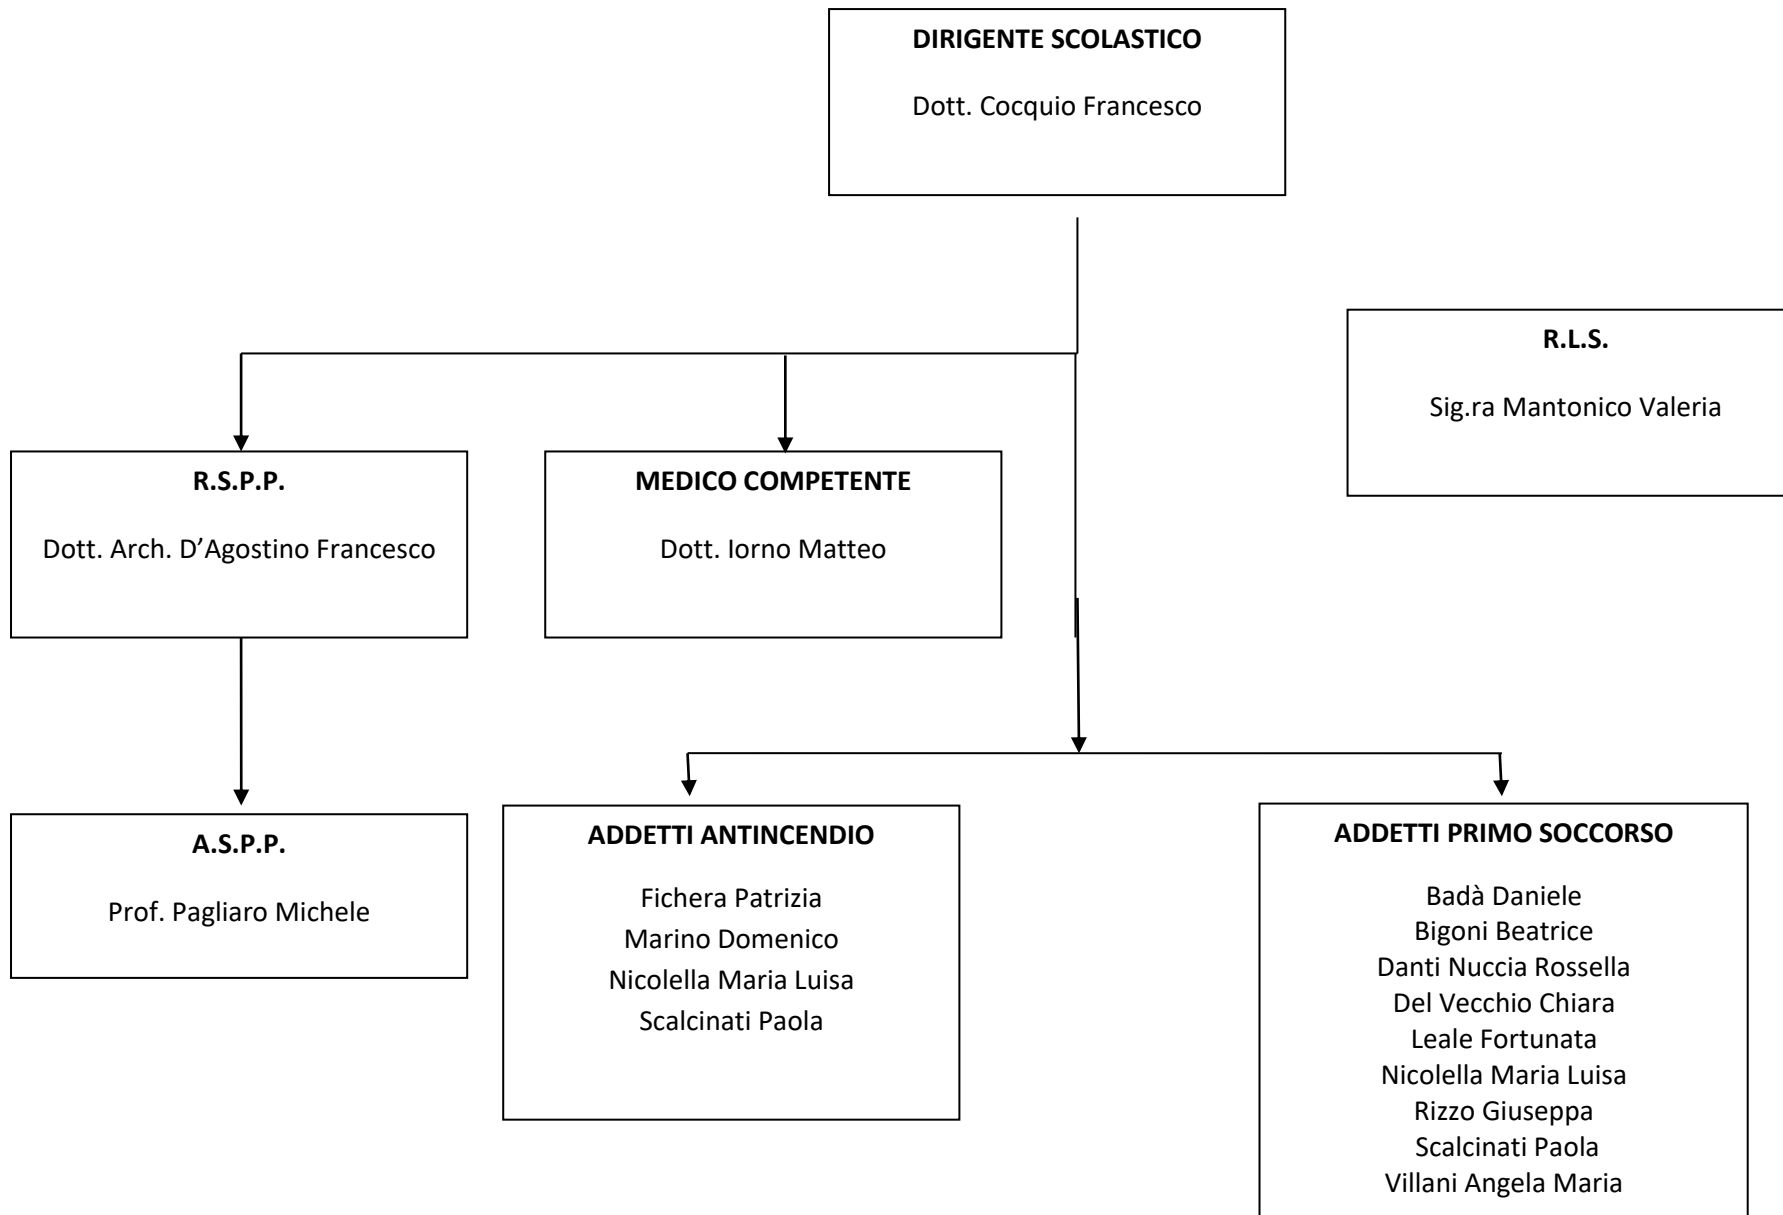 DIRIGENTE SCOLASTICO
Dott. Cocquio Francesco
R.L.S.
Sig.ra Mantonico Valeria
R.S.P.P.
Dott. Arch. D’Agostino Francesco
MEDICO COMPETENTE
Dott. Iorno Matteo
A.S.P.P.
Prof. Pagliaro Michele
ADDETTI ANTINCENDIO
Fichera Patrizia
Marino Domenico
Nicolella Maria Luisa
Scalcinati Paola
ADDETTI PRIMO SOCCORSO
Badà Daniele
Bigoni Beatrice
Danti Nuccia Rossella
Del Vecchio Chiara
Leale Fortunata
Nicolella Maria Luisa
Rizzo Giuseppa
Scalcinati Paola
Villani Angela Maria